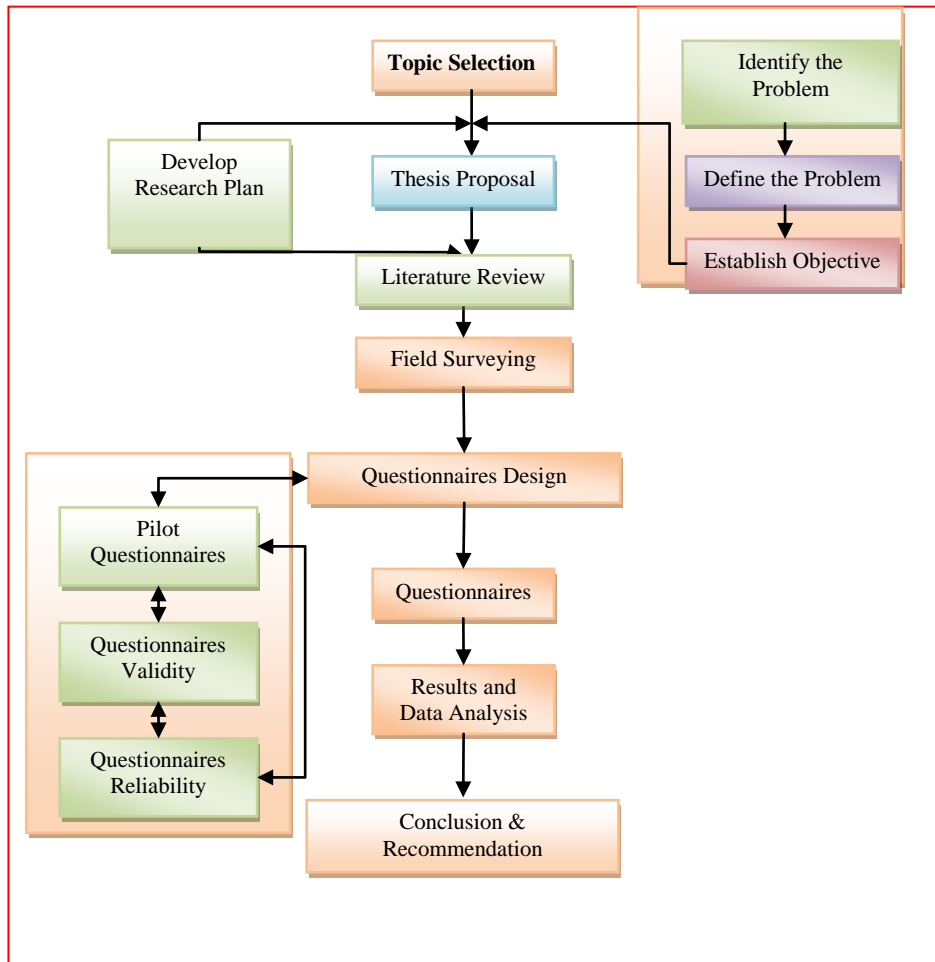 Topic Selection
Identify the
Problem
Develop
Research Plan
Thesis Proposal
Define the Problem
Literature Review
Establish Objective
Field Surveying
Questionnaires Design
Pilot
Questionnaires
Questionnaires
Questionnaires
Validity
Results and
Data Analysis
Questionnaires
Reliability
Conclusion &
Recommendation